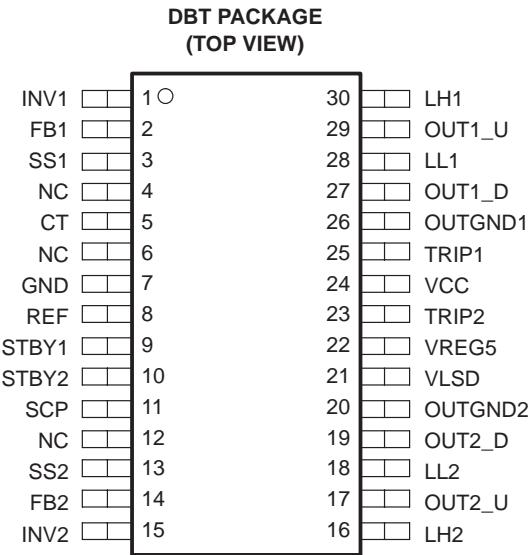 DBT PACKAGE
(TOP VIEW)
INV1 1 30 LH1
FB1 2 29 OUT1_U
SS1 3 28 LL1
NC 4 27 OUT1_D
CT 5 26 OUTGND1
NC 6 25 TRIP1
GND 7 24 VCC
REF 8 23 TRIP2
STBY1 9 22 VREG5
STBY2 10 21 VLSD
SCP 11 20 OUTGND2
NC 12 19 OUT2_D
SS2 13 18 LL2
FB2 14 17 OUT2_U
INV2 15 16 LH2